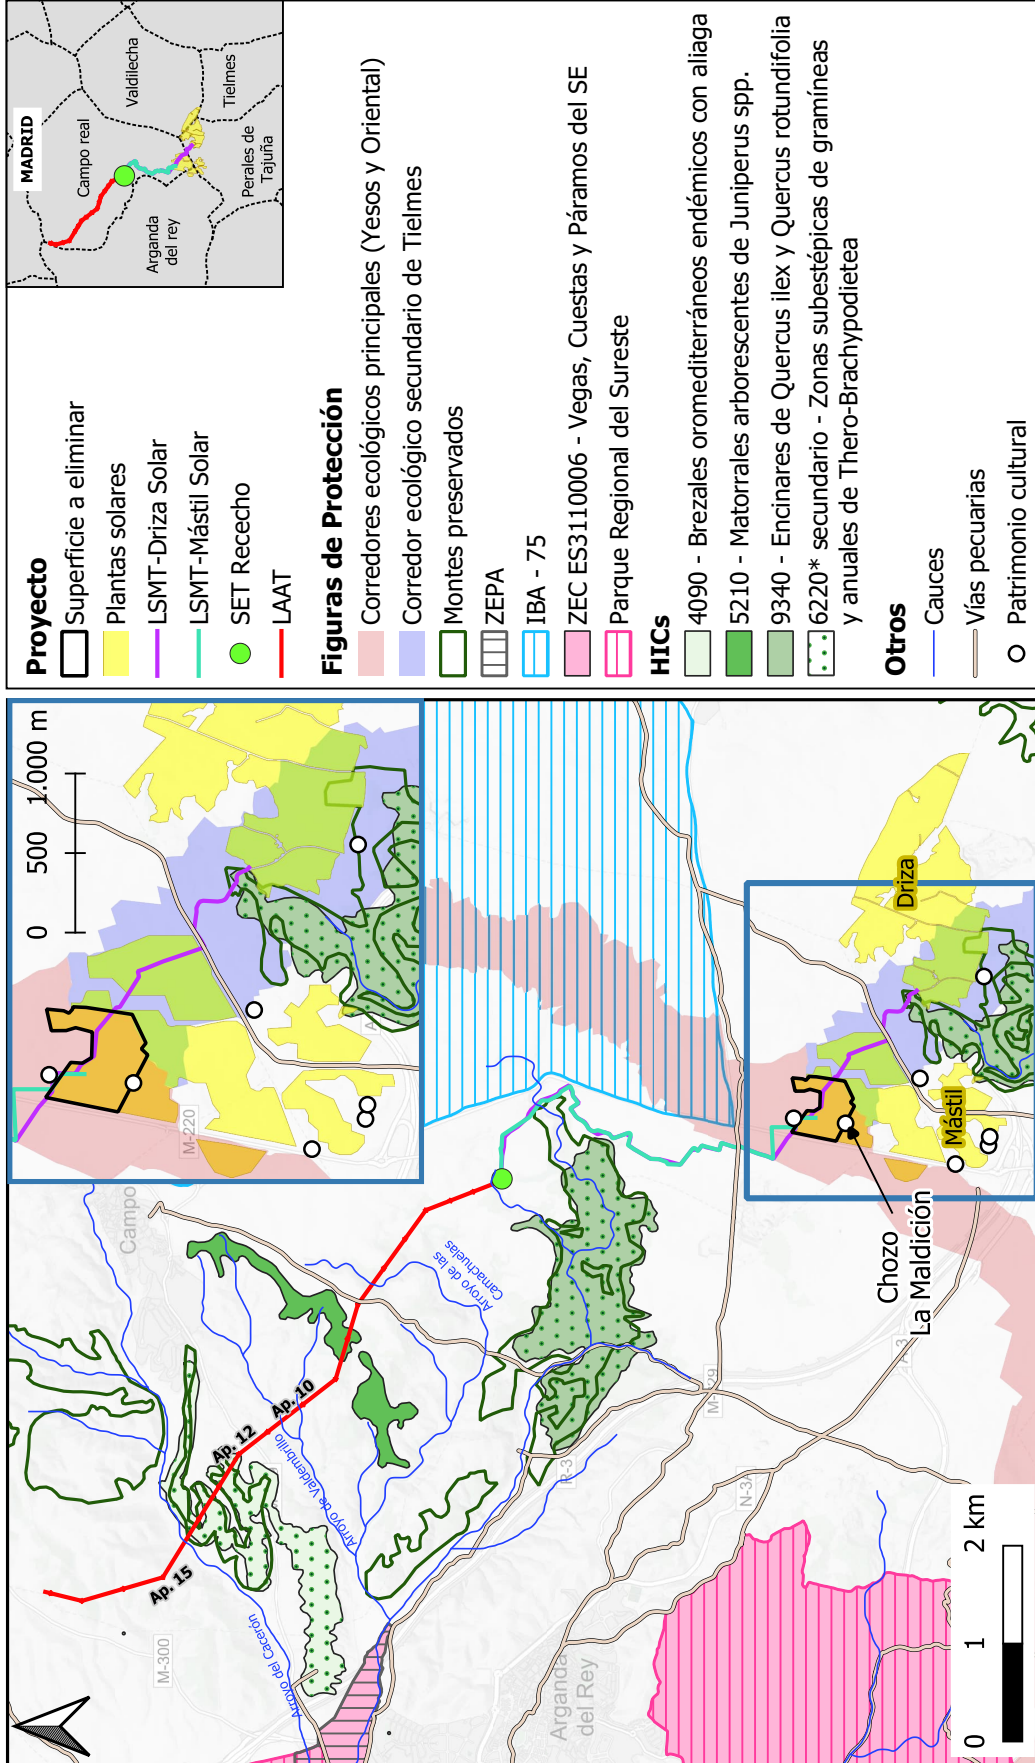 MADRID
Campo real
Valdilecha
Arganda
del rey
Perales de
Tajuña
Tielmes
Proyecto
Superficie a eliminar
Plantas solares
LSMT-Driza Solar
LSMT-Mástil Solar
SET Rececho
LAAT
Figuras de Protección
Corredores ecológicos principales (Yesos y Oriental)
Corredor ecológico secundario de Tielmes
Montes preservados
ZEPA
IBA - 75
ZEC ES3110006 - Vegas, Cuestas y Páramos del SE
Parque Regional del Sureste
HICs
4090 - Brezales oromediterráneos endémicos con aliaga
5210 - Matorrales arborescentes de Juniperus spp.
9340 - Encinares de Quercus ilex y Quercus rotundifolia
6220* secundario - Zonas subestépicas de gramíneas
y anuales de Thero-Brachypodietea
Otros
Cauces
Vías pecuarias
Patrimonio cultural
0 500 1.000 m
M-220
Campo
Ap. 15
Ap. 12
Ap. 10
M-300
Arroyo del Cacerón
Arroyo de Valdembrillo
Arroyo de las
Camachuelas
Arganda
del Rey
R-3
N-3A
A-3
Driza
Mástil
Chozo
La Maldición
0 1 2 km